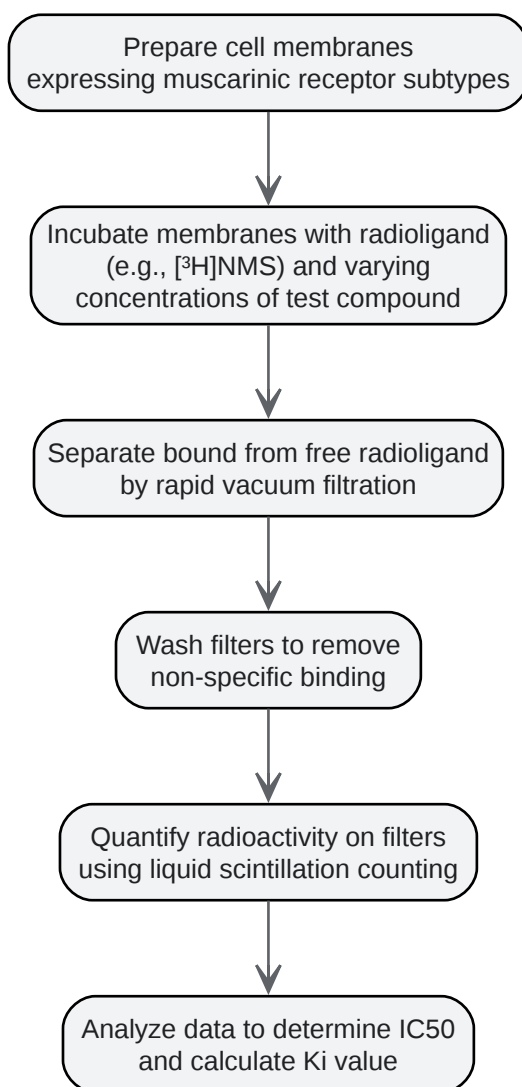 Prepare cell membranes
expressing muscarinic receptor subtypes
Incubate membranes with radioligand
(e.g., [³H]NMS) and varying
concentrations of test compound
Separate bound from free radioligand
by rapid vacuum filtration
Wash filters to remove
non-specific binding
Quantify radioactivity on filters
using liquid scintillation counting
Analyze data to determine IC50
and calculate Ki value